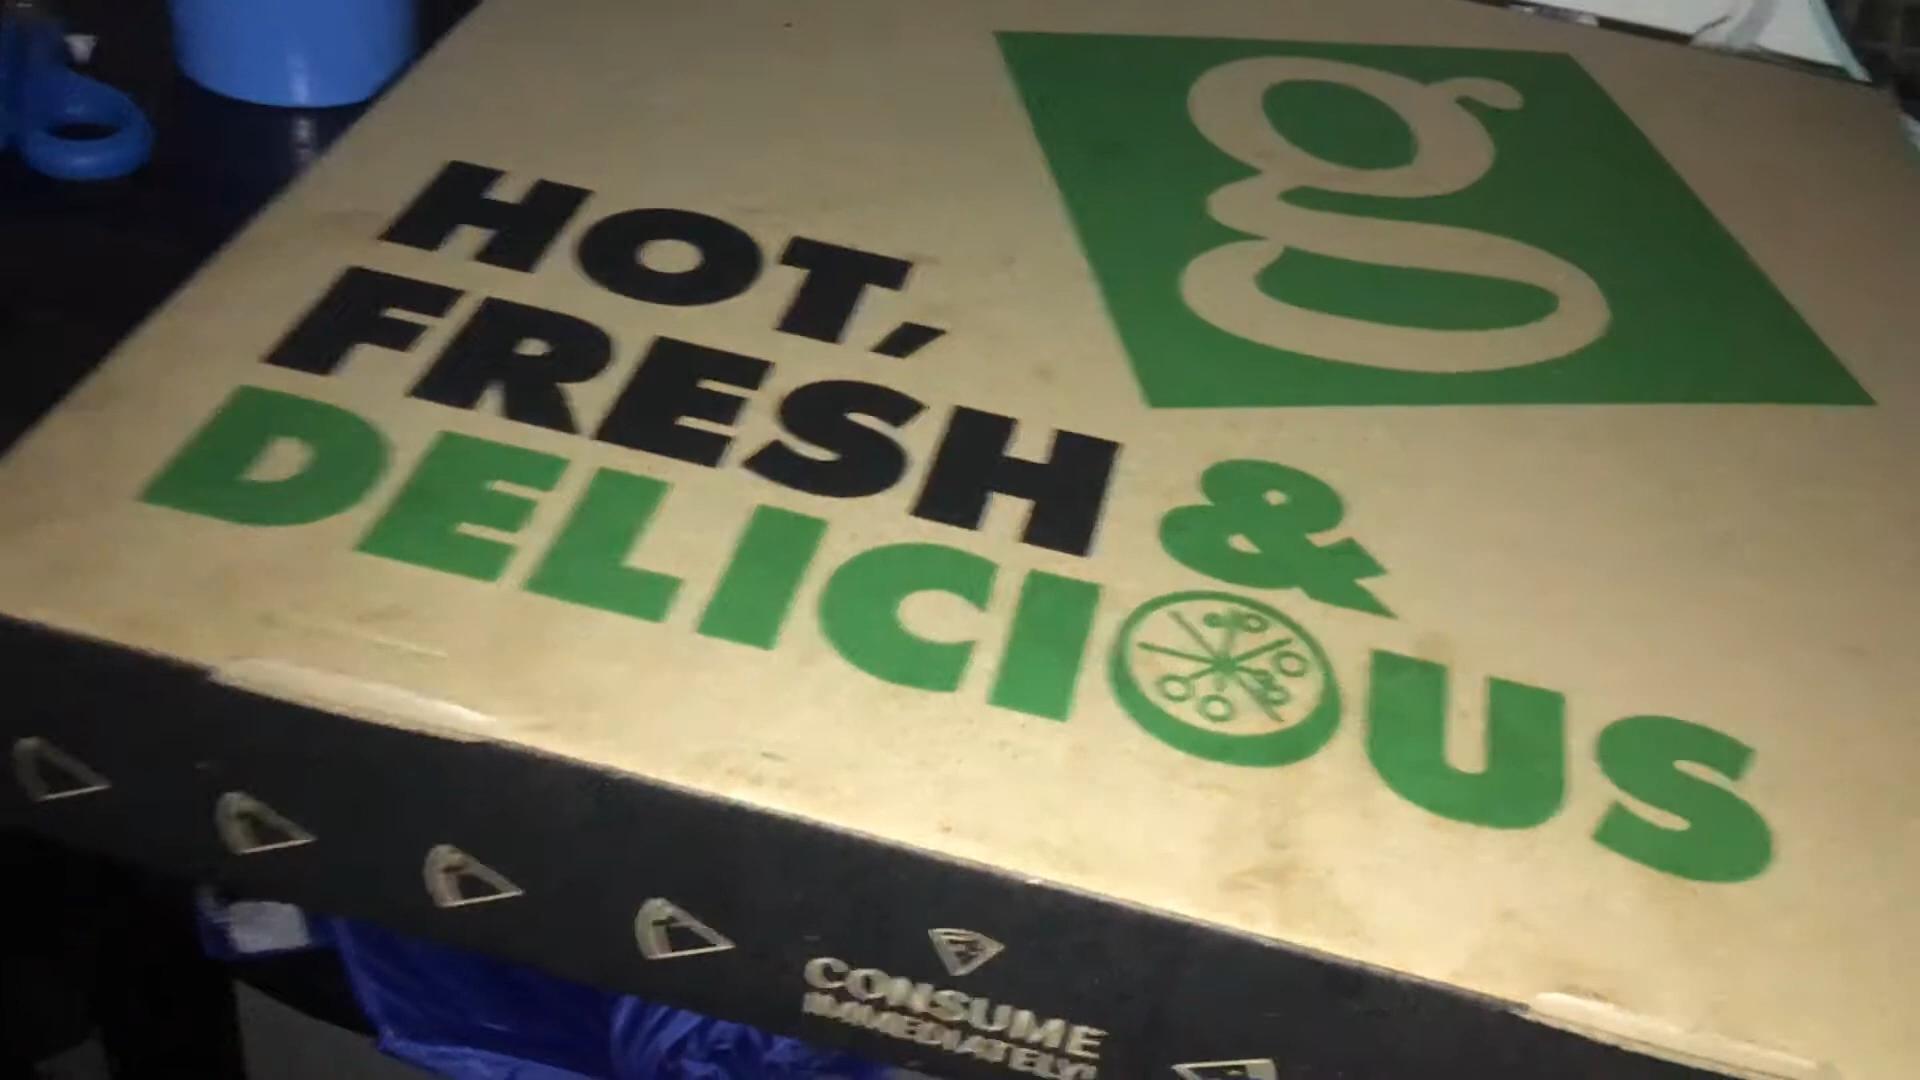 g
HOT,
FRESH &
DELICIOUS
CONSUME
IMMEDIATELY!